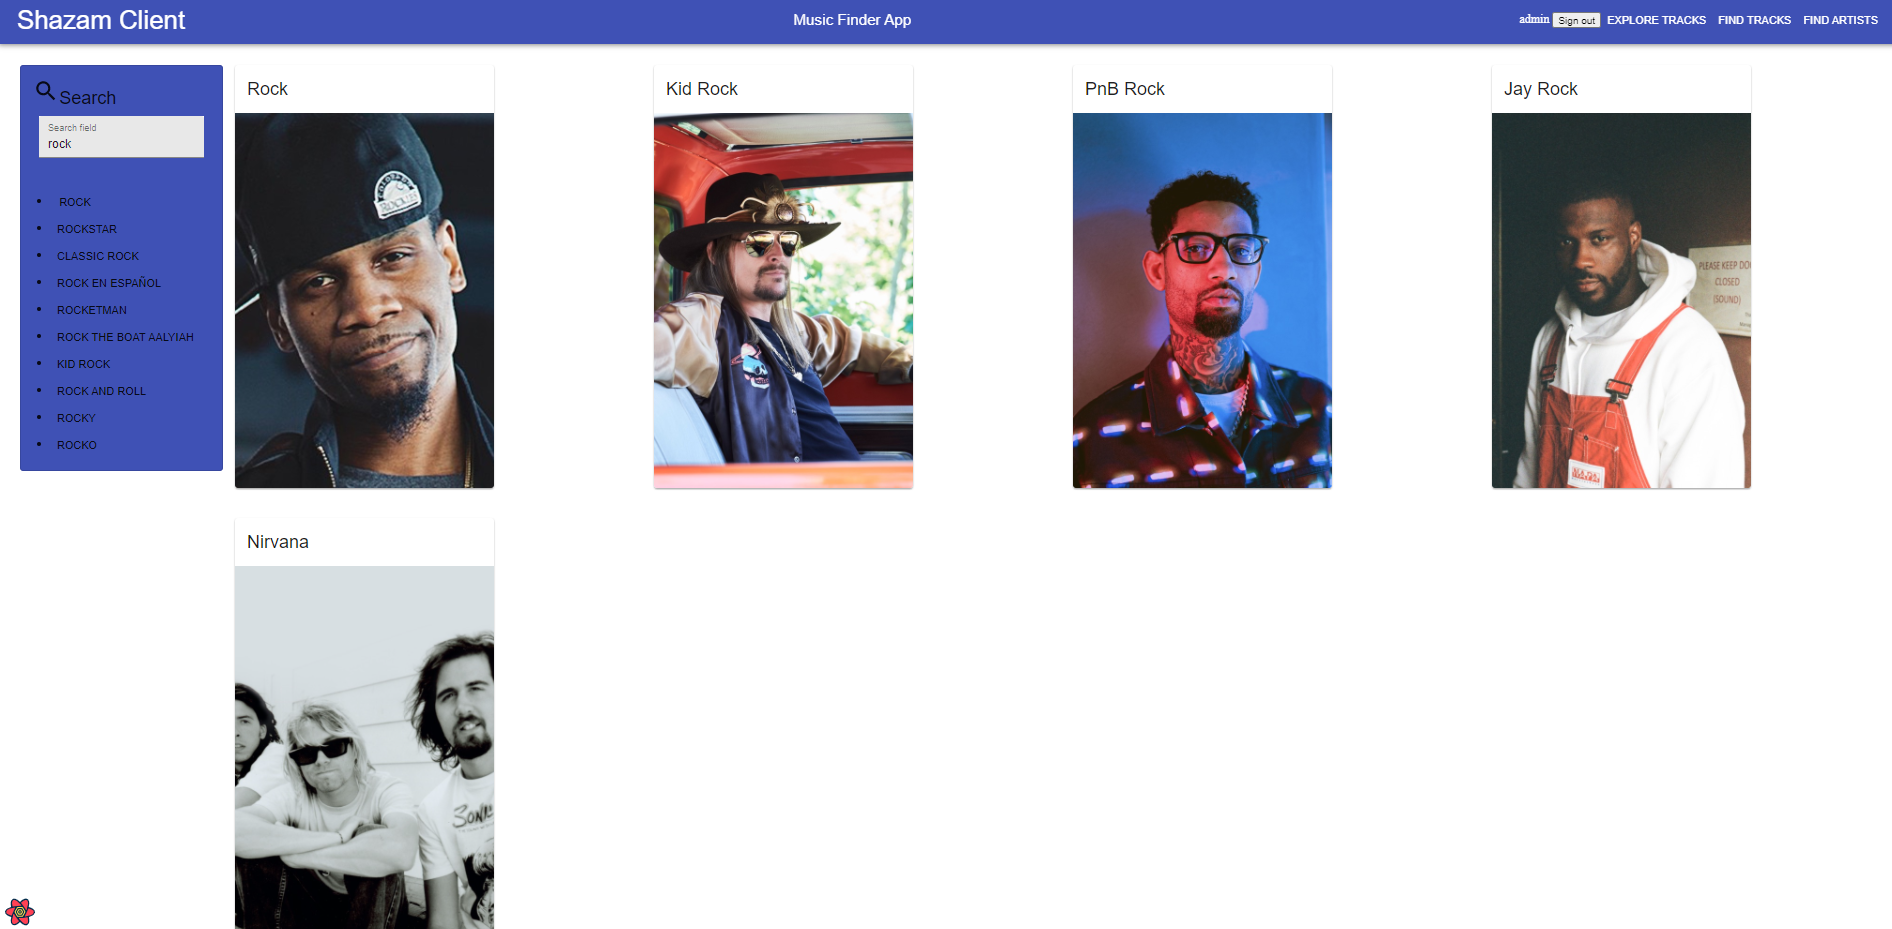 Shazam Client
Music Finder App
admin Sign out EXPLORE TRACKS FIND TRACKS FIND ARTISTS
Search
Search field
rock
ROCK
ROCKSTAR
CLASSIC ROCK
ROCK EN ESPAÑOL
ROCKETMAN
ROCK THE BOAT AALYIAH
KID ROCK
ROCK AND ROLL
ROCKY
ROCKO
Rock
Kid Rock
PnB Rock
Jay Rock
PLEASE KEEP
CLOSED
(SOUND)
Nirvana